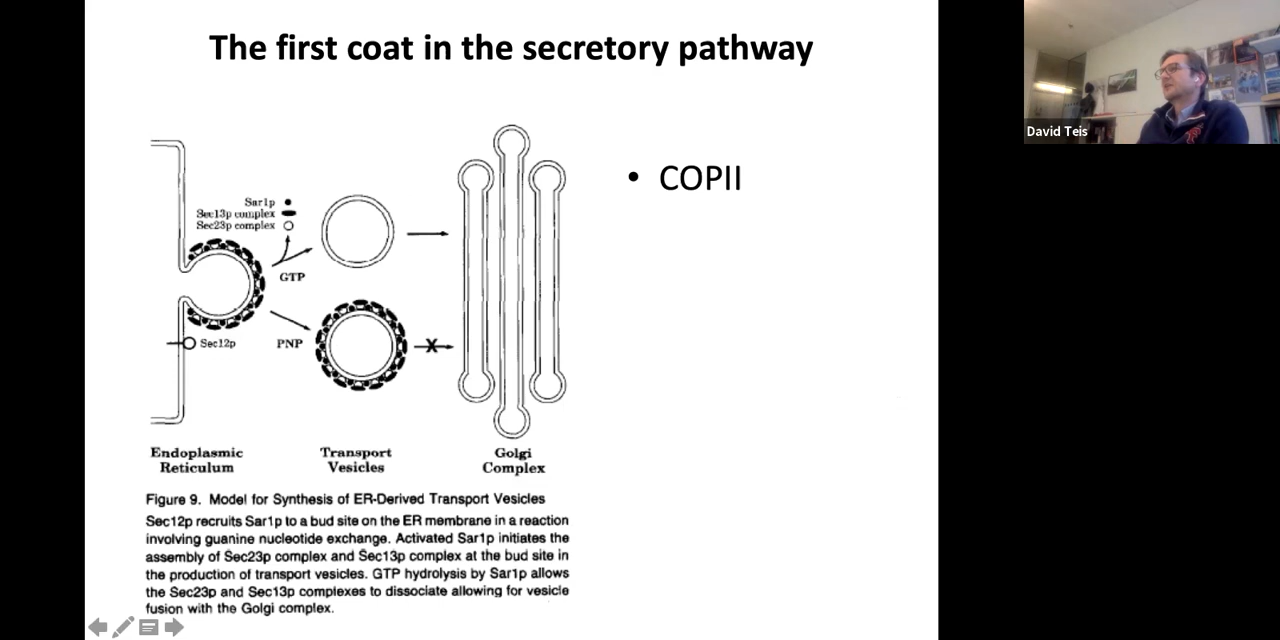 The first coat in the secretory pathway
David Teis
• COPII
Sar1p
Sec13p complex
Sec23p complex
GTP
Sec12p
PNP
X
Endoplasmic
Reticulum
Transport
Vesicles
Golgi
Complex
Figure 9. Model for Synthesis of ER-Derived Transport Vesicles
Sec12p recruits Sar1p to a bud site on the ER membrane in a reaction
involving guanine nucleotide exchange. Activated Sar1p initiates the
assembly of Sec23p complex and Sec13p complex at the bud site in
the production of transport vesicles. GTP hydrolysis by Sar1p allows
the Sec23p and Sec13p complexes to dissociate allowing for vesicle
fusion with the Golgi complex.